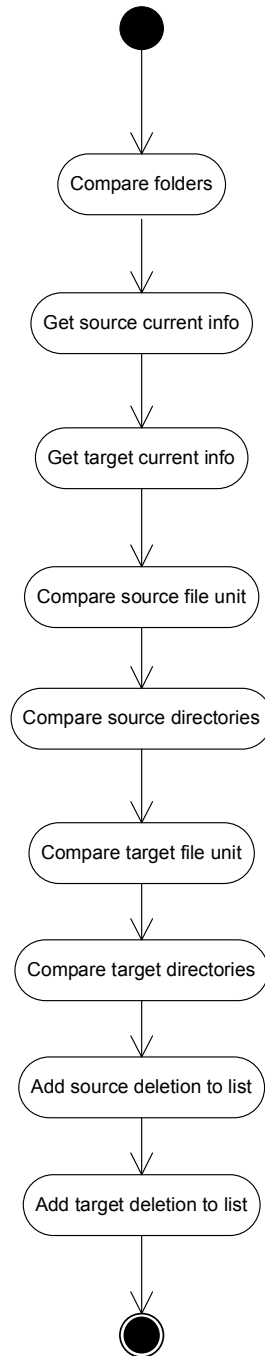 Compare folders
Get source current info
Get target current info
Compare source file unit
Compare source directories
Compare target file unit
Compare target directories
Add source deletion to list
Add target deletion to list